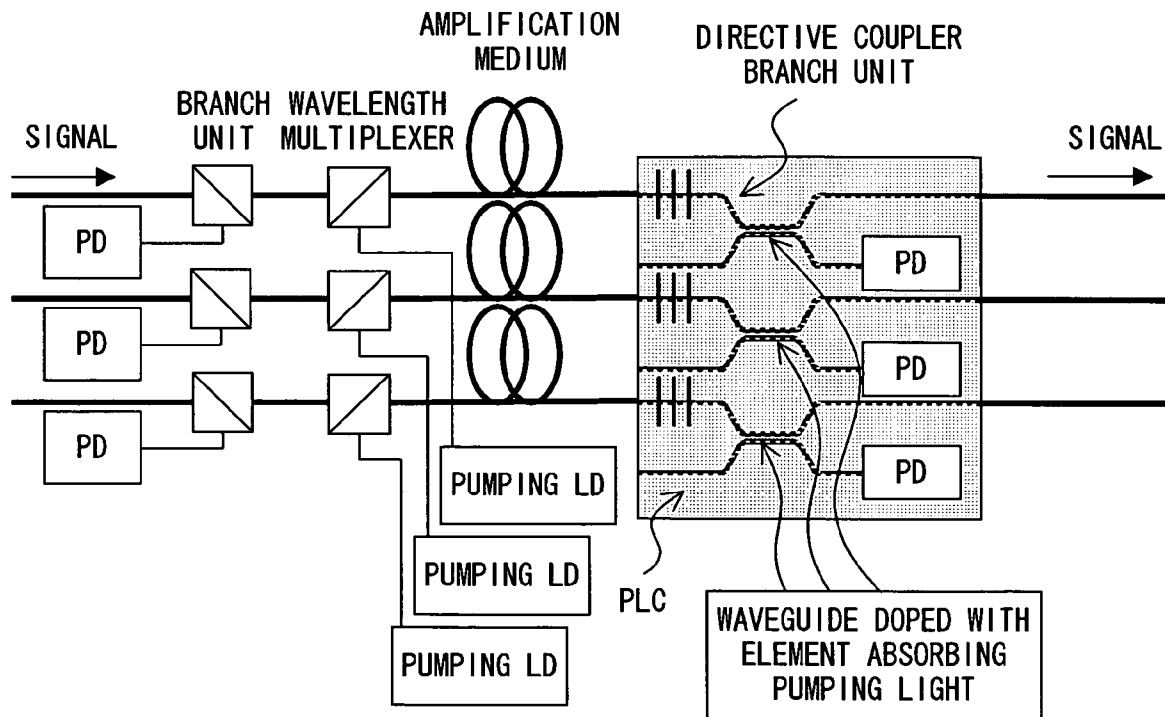 AMPLIFICATION
MEDIUM
DIRECTIVE COUPLER
BRANCH UNIT
BRANCH
UNIT
WAVELENGTH
MULTIPLEXER
SIGNAL
SIGNAL
PD
PD
PD
PD
PD
PD
PUMPING LD
PUMPING LD
PUMPING LD
PLC
WAVEGUIDE DOPED WITH
ELEMENT ABSORBING
PUMPING LIGHT